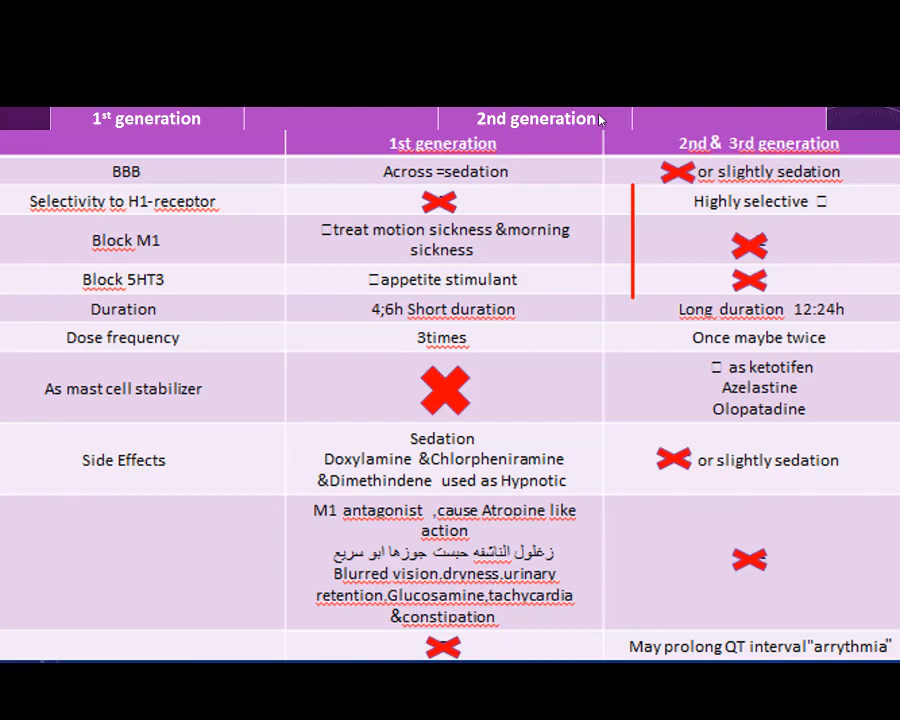 1st generation 2nd generation
1st generation 2nd & 3rd generation
BBB Across =sedation or slightly sedation
Selectivity to H1-receptor Highly selective
Block M1 treat motion sickness &morning
sickness
Block 5HT3 appetite stimulant
Duration 4;6h Short duration Long duration 12:24h
Dose frequency 3times Once maybe twice
As mast cell stabilizer as ketotifen
Azelastine
Olopatadine
Side Effects Sedation or slightly sedation
Doxylamine &Chlorpheniramine
&Dimethindene used as Hypnotic
M1 antagonist ,cause Atropine like
action
زغلول الناشفه حبست جوزها ابو سريع
Blurred vision,dryness,urinary
retention,Glucosamine,tachycardia
&constipation
May prolong QT interval"arrythmia"